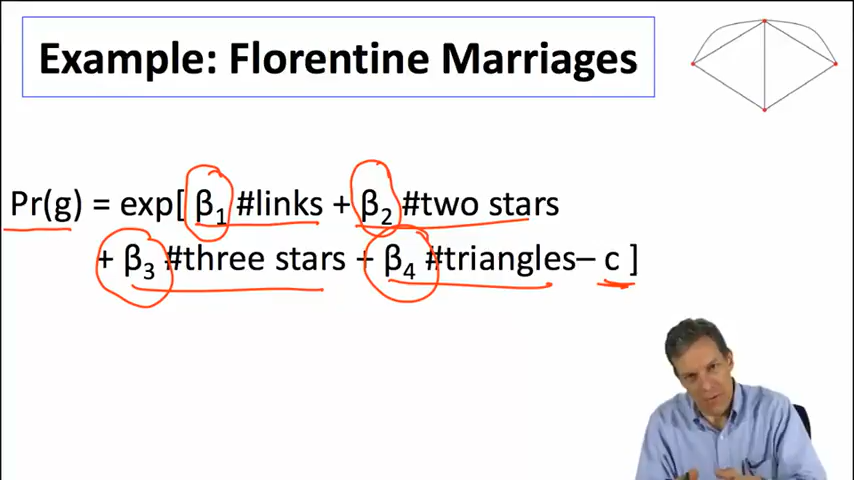 Example: Florentine Marriages
Pr(g) = exp[ β₁ #links + β₂ #two stars
+ β₃ #three stars + β₄ #triangles– c ]